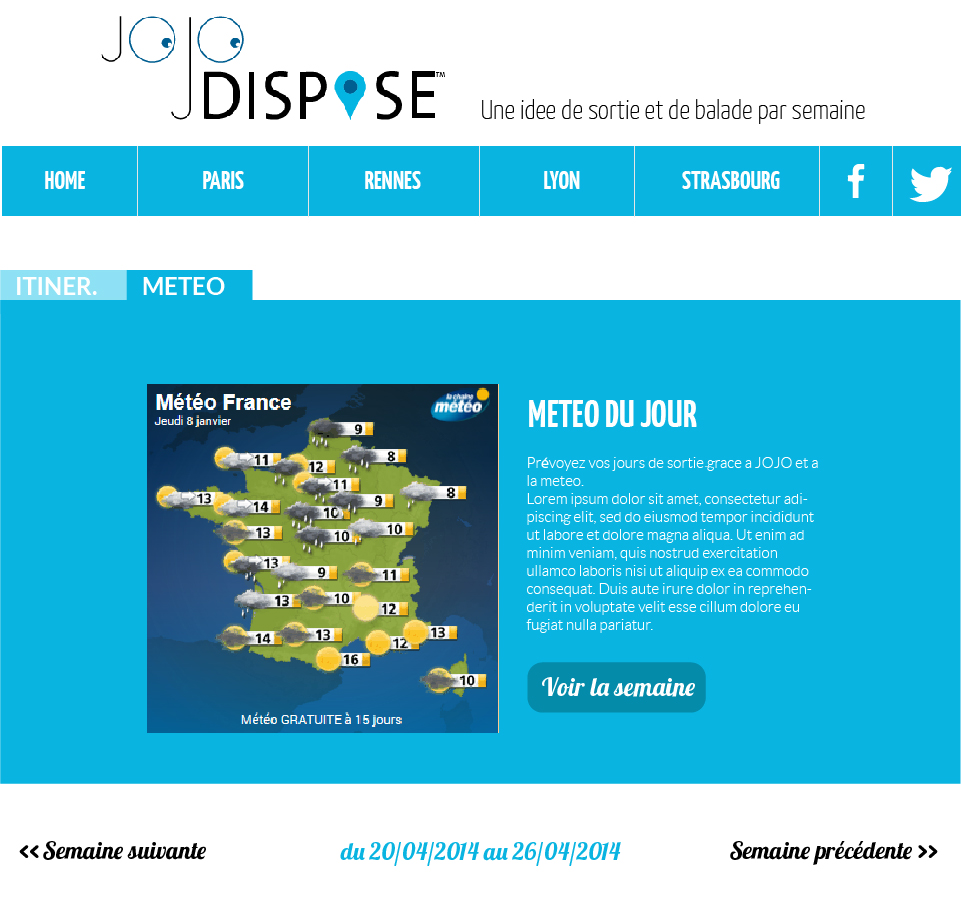 JOJO
DISPOSE™
Une idee de sortie et de balade par semaine
HOME PARIS RENNES LYON STRASBOURG f
ITINER. METEO
Météo France
Jeudi 8 janvier
la chaîne
météo
9
8
11
12
11
8
13
14
9
10
13
10
10
13
9
11
13
10
12
14
13
12
13
16
10
Météo GRATUITE à 15 jours
METEO DU JOUR
Prévoyez vos jours de sortie grace a JOJO et a
la meteo.
Lorem ipsum dolor sit amet, consectetur adi-
piscing elit, sed do eiusmod tempor incididunt
ut labore et dolore magna aliqua. Ut enim ad
minim veniam, quis nostrud exercitation
ullamco laboris nisi ut aliquip ex ea commodo
consequat. Duis aute irure dolor in reprehen-
derit in voluptate velit esse cillum dolore eu
fugiat nulla pariatur.
Voir la semaine
<< Semaine suivante
du 20/04/2014 au 26/04/2014
Semaine précédente >>